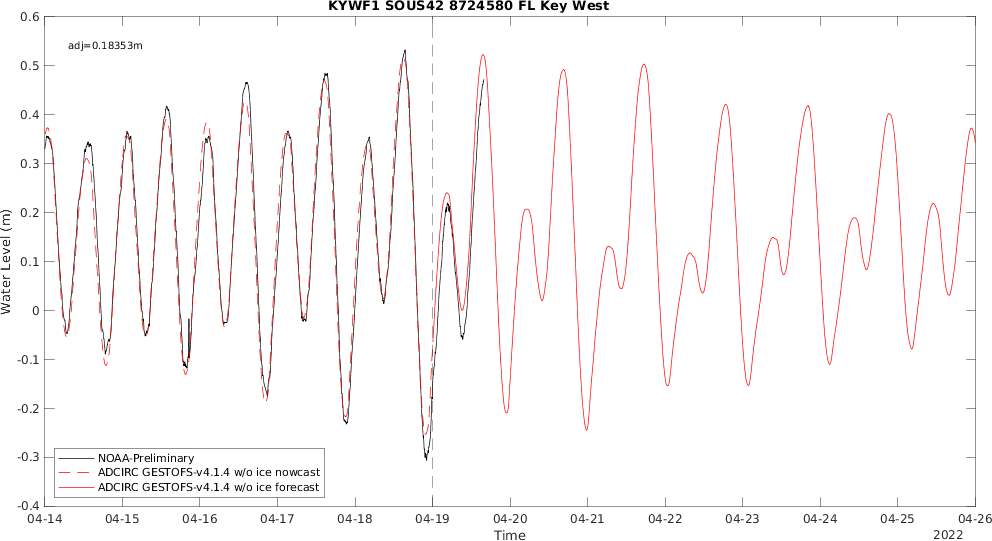 KYWF1 SOUS42 8724580 FL Key West
adj=0.18353m
0.6
0.5
0.4
0.3
0.2
0.1
0
-0.1
-0.2
-0.3
-0.4
Water Level (m)
NOAA-Preliminary
ADCIRC GESTOFS-v4.1.4 w/o ice nowcast
ADCIRC GESTOFS-v4.1.4 w/o ice forecast
04-14 04-15 04-16 04-17 04-18 04-19 04-20 04-21 04-22 04-23 04-24 04-25 04-26
Time
2022